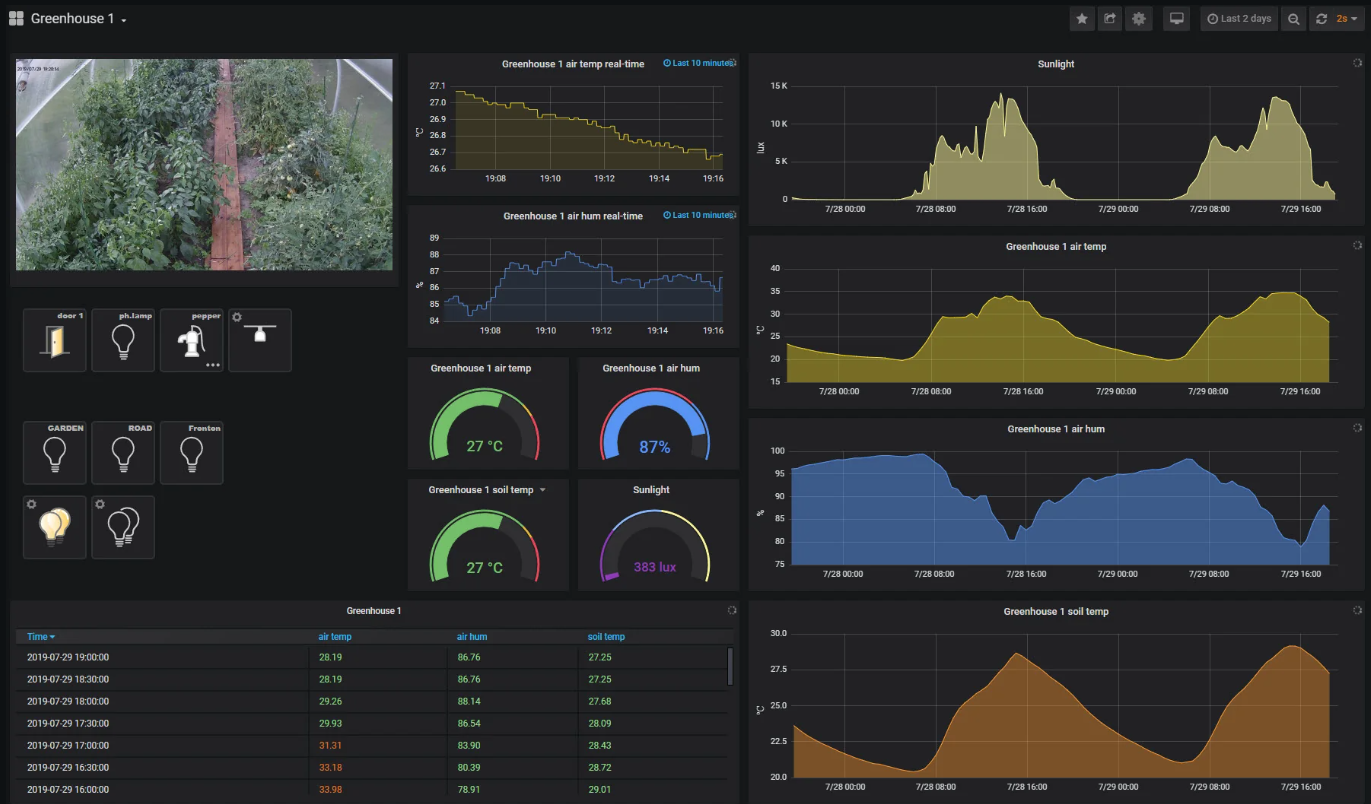 Greenhouse 1
Last 2 days
2s
2019/07/29 19:28:14
door 1
ph.lamp
pepper
GARDEN
ROAD
Fronton
Greenhouse 1 air temp real-time
Last 10 minutes
°C
27.1
27.0
26.9
26.8
26.7
26.6
19:08 19:10 19:12 19:14 19:16
Greenhouse 1 air hum real-time
Last 10 minutes
%
89
88
87
86
85
84
19:08 19:10 19:12 19:14 19:16
Greenhouse 1 air temp
27 °C
Greenhouse 1 air hum
87%
Greenhouse 1 soil temp
27 °C
Sunlight
383 lux
Sunlight
lux
15 K
10 K
5 K
0
7/28 00:00 7/28 08:00 7/28 16:00 7/29 00:00 7/29 08:00 7/29 16:00
Greenhouse 1 air temp
°C
40
35
30
25
20
15
7/28 00:00 7/28 08:00 7/28 16:00 7/29 00:00 7/29 08:00 7/29 16:00
Greenhouse 1 air hum
%
100
95
90
85
80
75
7/28 00:00 7/28 08:00 7/28 16:00 7/29 00:00 7/29 08:00 7/29 16:00
Greenhouse 1
Time air temp air hum soil temp
2019-07-29 19:00:00 28.19 86.76 27.25
2019-07-29 18:30:00 28.19 86.76 27.25
2019-07-29 18:00:00 29.26 88.14 27.68
2019-07-29 17:30:00 29.93 86.54 28.09
2019-07-29 17:00:00 31.31 83.90 28.43
2019-07-29 16:30:00 33.18 80.39 28.72
2019-07-29 16:00:00 33.98 78.91 29.01
Greenhouse 1 soil temp
°C
30.0
27.5
25.0
22.5
20.0
7/28 00:00 7/28 08:00 7/28 16:00 7/29 00:00 7/29 08:00 7/29 16:00